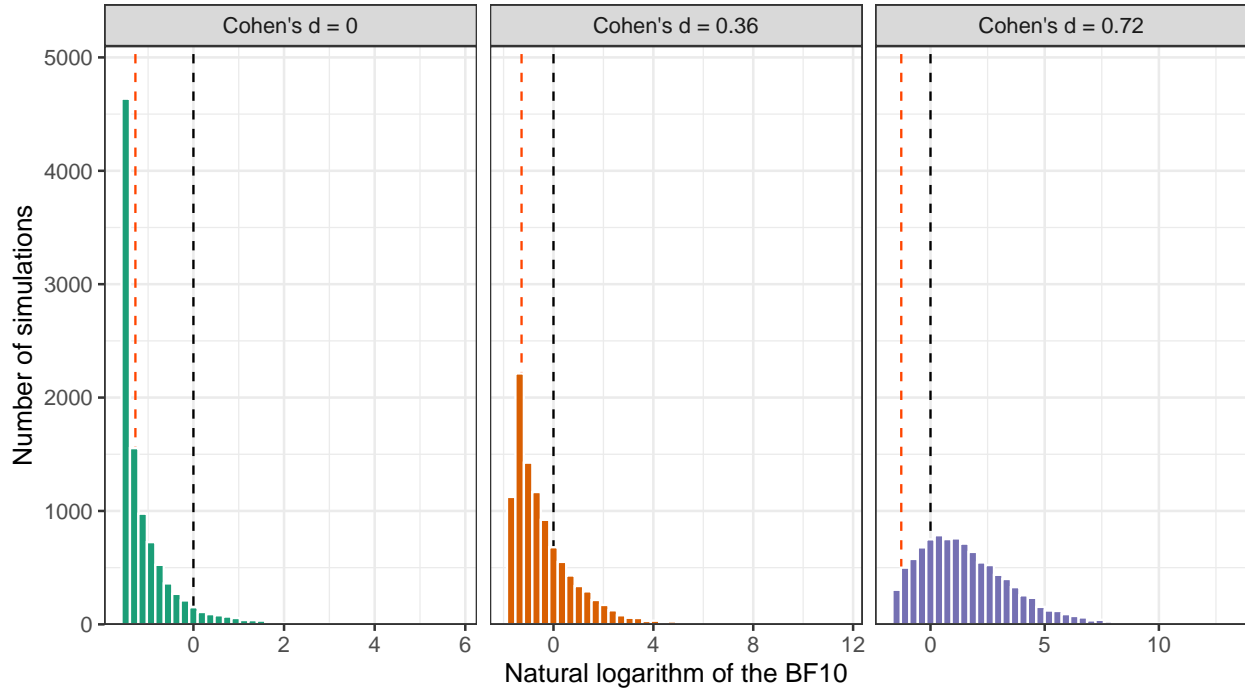 Cohen's d = 0
Cohen's d = 0.36
Cohen's d = 0.72
Number of simulations
5000
4000
3000
2000
1000
0
0 2 4 6
0 4 8 12
0 5 10
Natural logarithm of the BF10